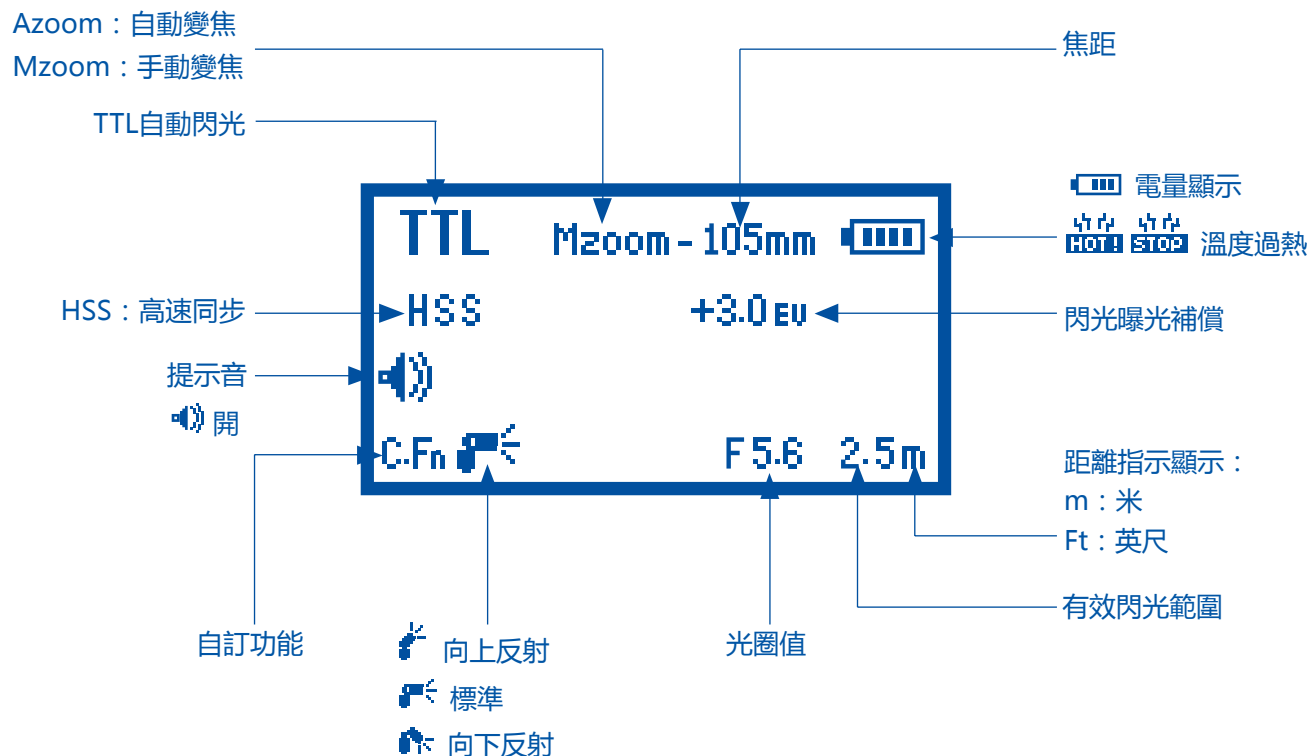 Azoom：自動變焦
Mzoom：手動變焦
焦距
TTL自動閃光
電量顯示
HOT! STOP 溫度過熱
TTL Mzoom - 105mm
HSS：高速同步
HSS +3.0 EV
閃光曝光補償
提示音
開
C.Fn F5.6 2.5m
距離指示顯示：
m：米
Ft：英尺
有效閃光範圍
自訂功能
向上反射
標準
向下反射
光圈值